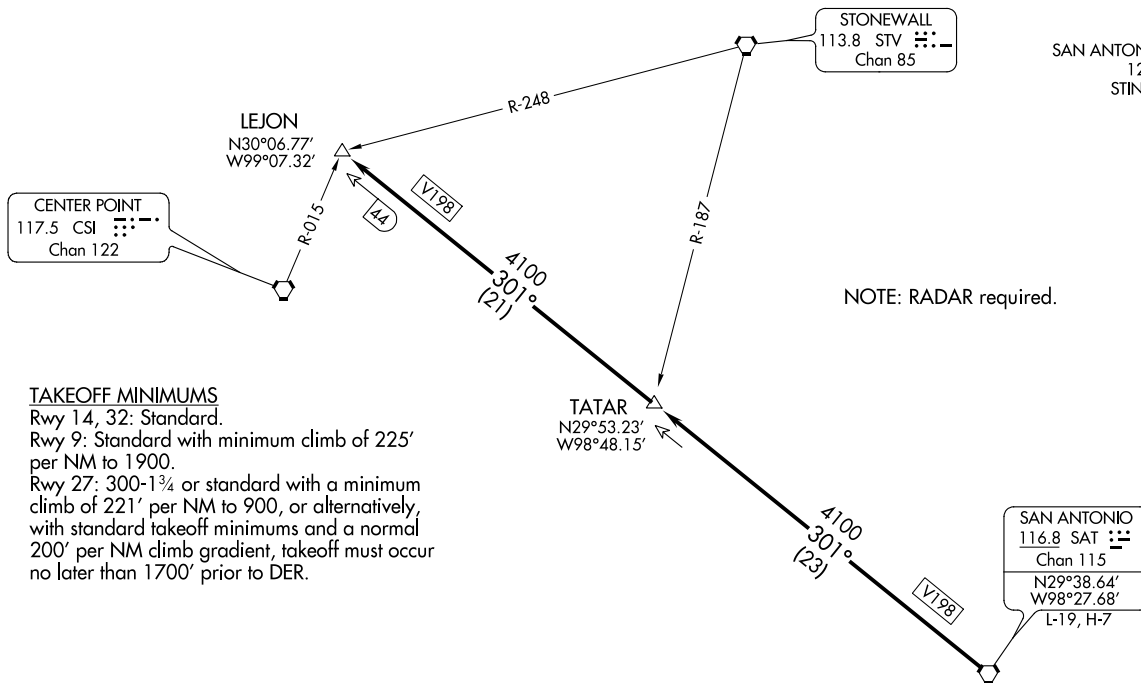 STONEWALL
113.8 STV
Chan 85
SAN ANTON
12
STIN
R-248
LEJON
N30°06.77'
W99°07.32'
V198
44
R-015
CENTER POINT
117.5 CSI
Chan 122
R-187
4100
301°
(21)
NOTE: RADAR required.
TAKEOFF MINIMUMS
Rwy 14, 32: Standard.
Rwy 9: Standard with minimum climb of 225'
per NM to 1900.
Rwy 27: 300-1¾ or standard with a minimum
climb of 221' per NM to 900, or alternatively,
with standard takeoff minimums and a normal
200' per NM climb gradient, takeoff must occur
no later than 1700' prior to DER.
TATAR
N29°53.23'
W98°48.15'
4100
301°
(23)
V198
SAN ANTONIO
116.8 SAT
Chan 115
N29°38.64'
W98°27.68'
L-19, H-7